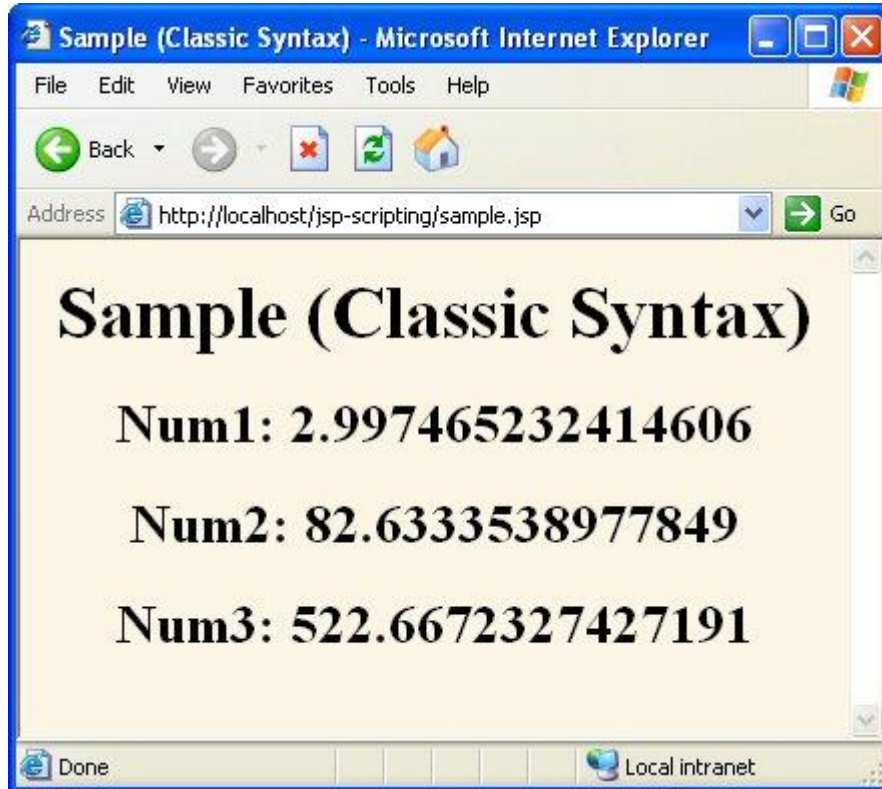 Sample (Classic Syntax) - Microsoft Internet Explorer
File Edit View Favorites Tools Help
Back
Address http://localhost/jsp-scripting/sample.jsp Go
Sample (Classic Syntax)
Num1: 2.997465232414606
Num2: 82.6333538977849
Num3: 522.6672327427191
Done Local intranet